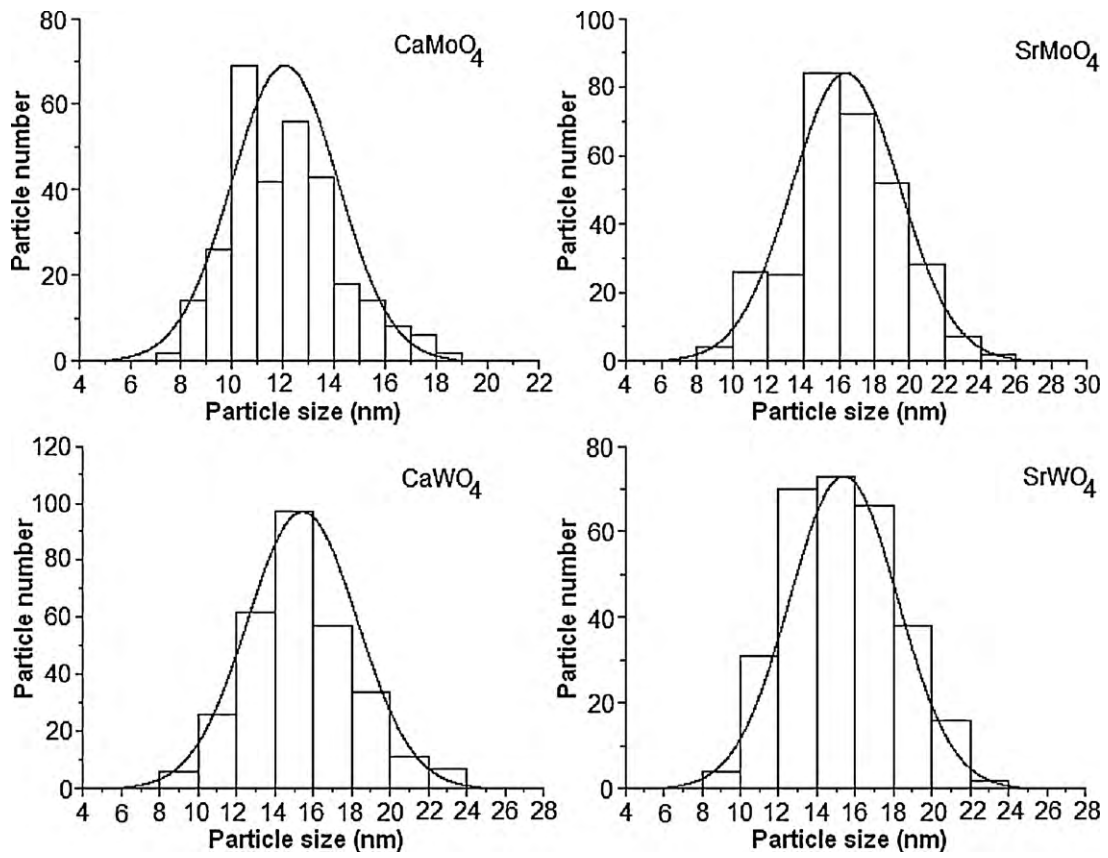 CaMoO4
Particle number
80
60
40
20
0
4 6 8 10 12 14 16 18 20 22
Particle size (nm)
SrMoO4
Particle number
100
80
60
40
20
0
4 6 8 10 12 14 16 18 20 22 24 26 28 30
Particle size (nm)
CaWO4
Particle number
120
100
80
60
40
20
0
4 6 8 10 12 14 16 18 20 22 24 26 28
Particle size (nm)
SrWO4
Particle number
80
60
40
20
0
4 6 8 10 12 14 16 18 20 22 24 26 28
Particle size (nm)